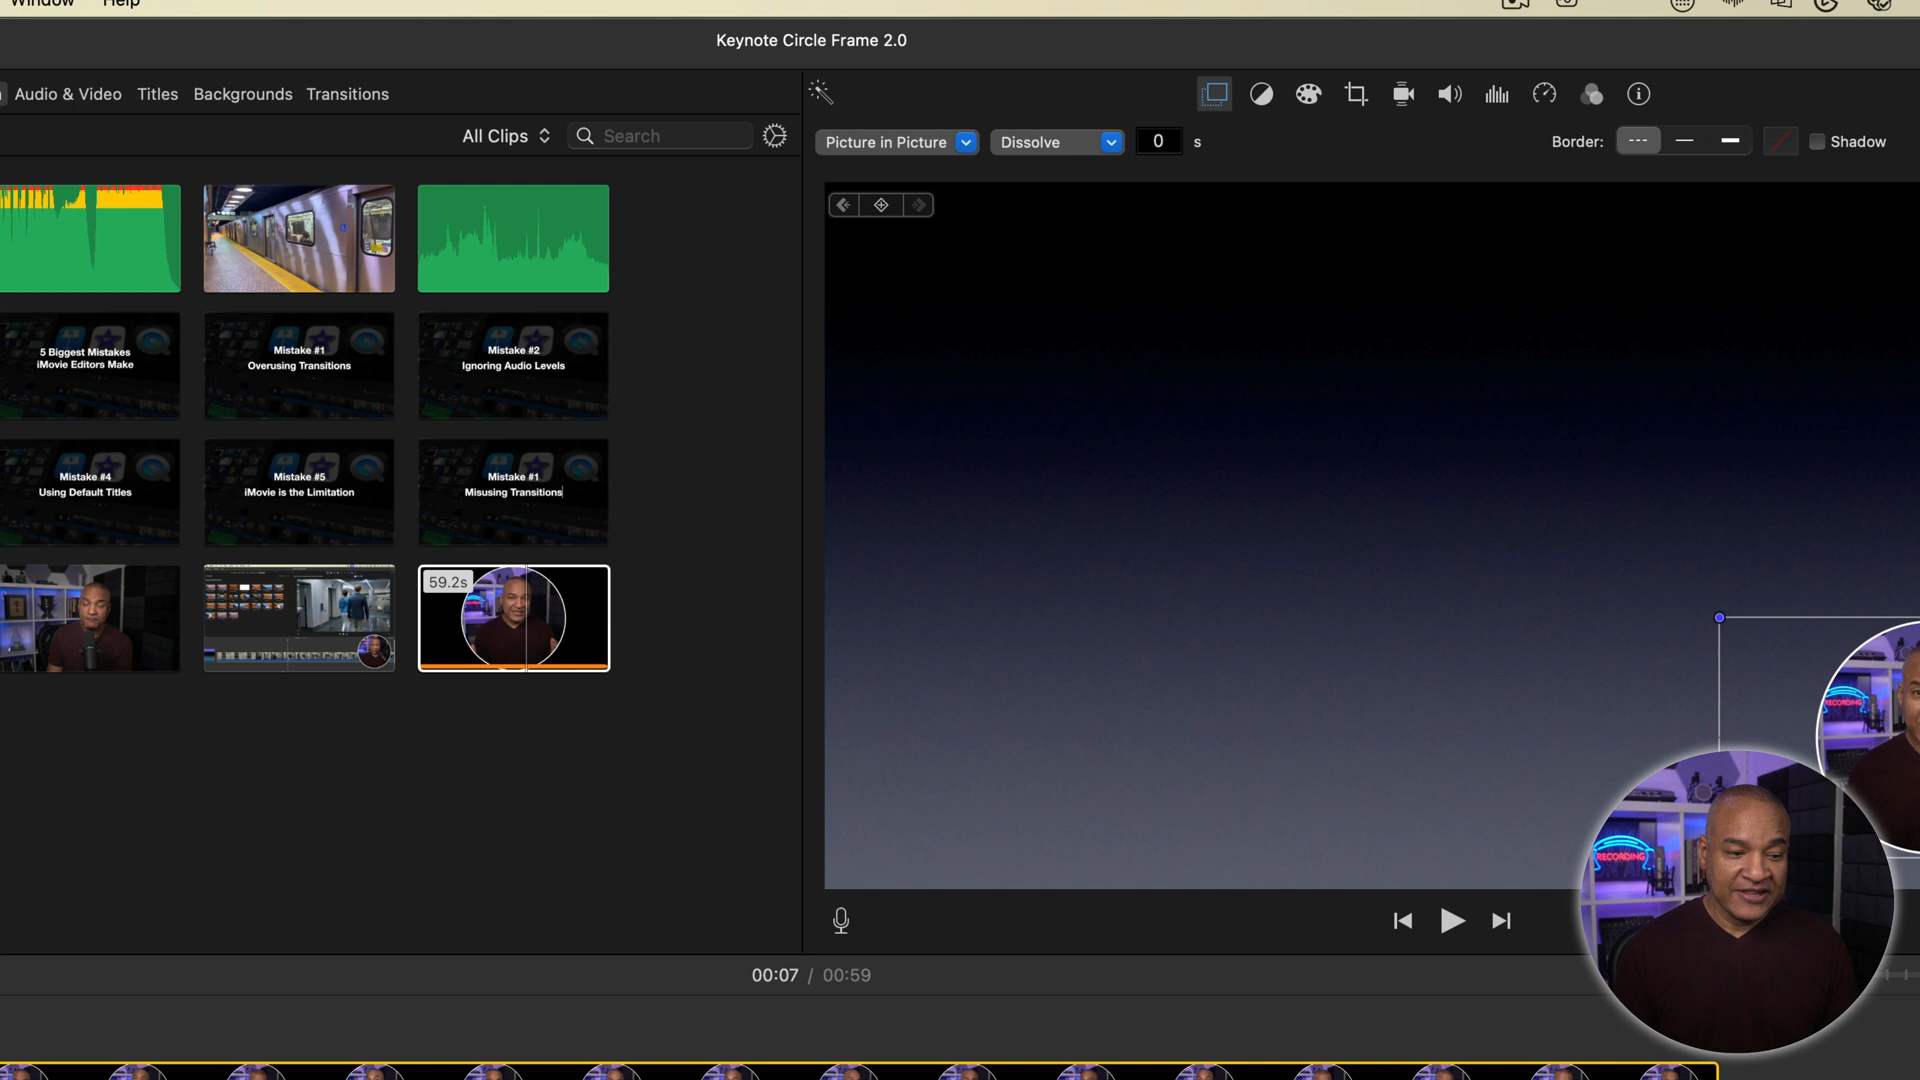 Window Help
Keynote Circle Frame 2.0
Audio & Video Titles Backgrounds Transitions
All Clips Search
Picture in Picture Dissolve 0 s Border: Shadow
5 Biggest Mistakes
iMovie Editors Make
Mistake #1
Overusing Transitions
Mistake #2
Ignoring Audio Levels
Mistake #4
Using Default Titles
Mistake #5
iMovie is the Limitation
Mistake #1
Misusing Transitions
59.2s
RECORDING
RECORDING
00:07 / 00:59